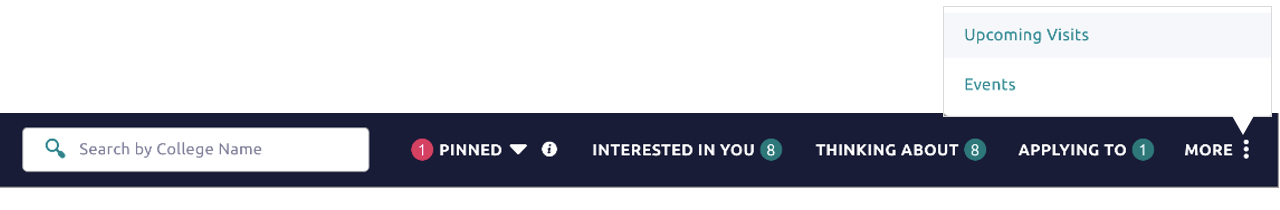 Upcoming Visits
Events
Search by College Name
1 PINNED i INTERESTED IN YOU 8 THINKING ABOUT 8 APPLYING TO 1 MORE